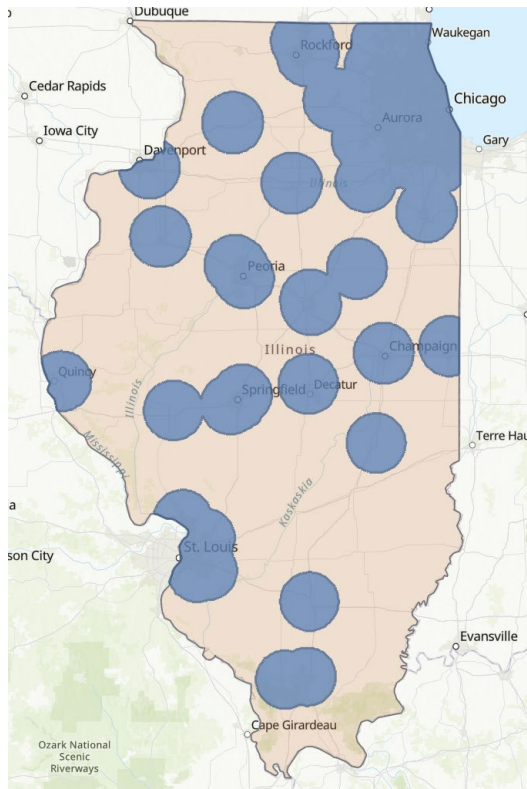 Dubuque
Waukegan
Rockford
Cedar Rapids
Chicago
Aurora
Iowa City
Gary
Davenport
Illinois
Peoria
Illinois
Champaign
Quincy
Springfield
Decatur
Illinois
Mississippi
Terre Hau
Kaskaskia
a
St. Louis
son City
Evansville
Cape Girardeau
Ozark National
Scenic
Riverways